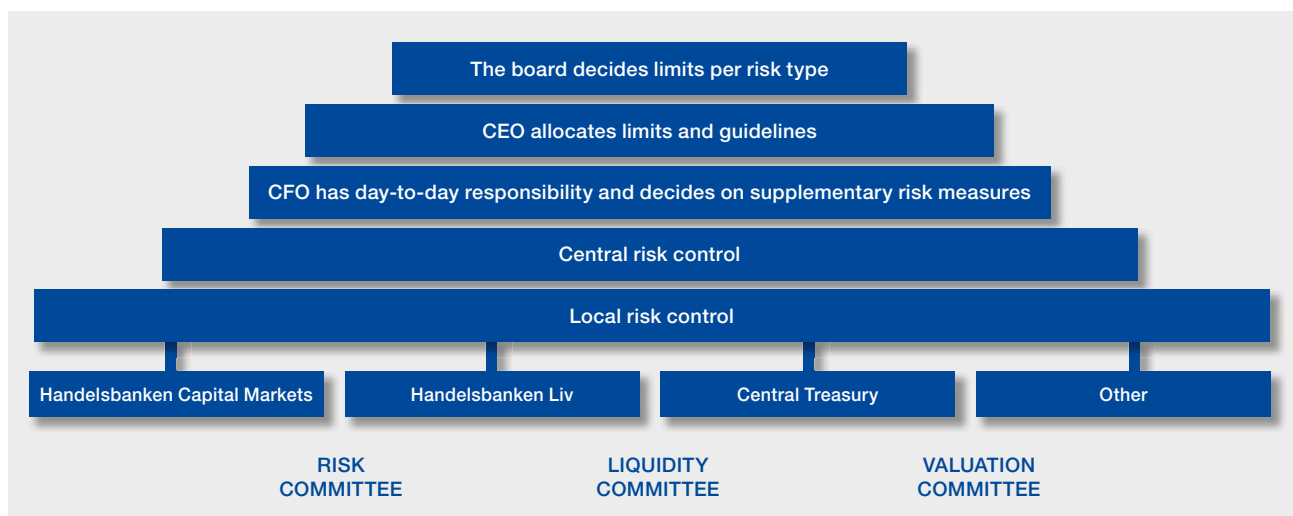 The board decides limits per risk type
CEO allocates limits and guidelines
CFO has day-to-day responsibility and decides on supplementary risk measures
Central risk control
Local risk control
Handelsbanken Capital Markets
Handelsbanken Liv
Central Treasury
Other
RISK
COMMITTEE
LIQUIDITY
COMMITTEE
VALUATION
COMMITTEE